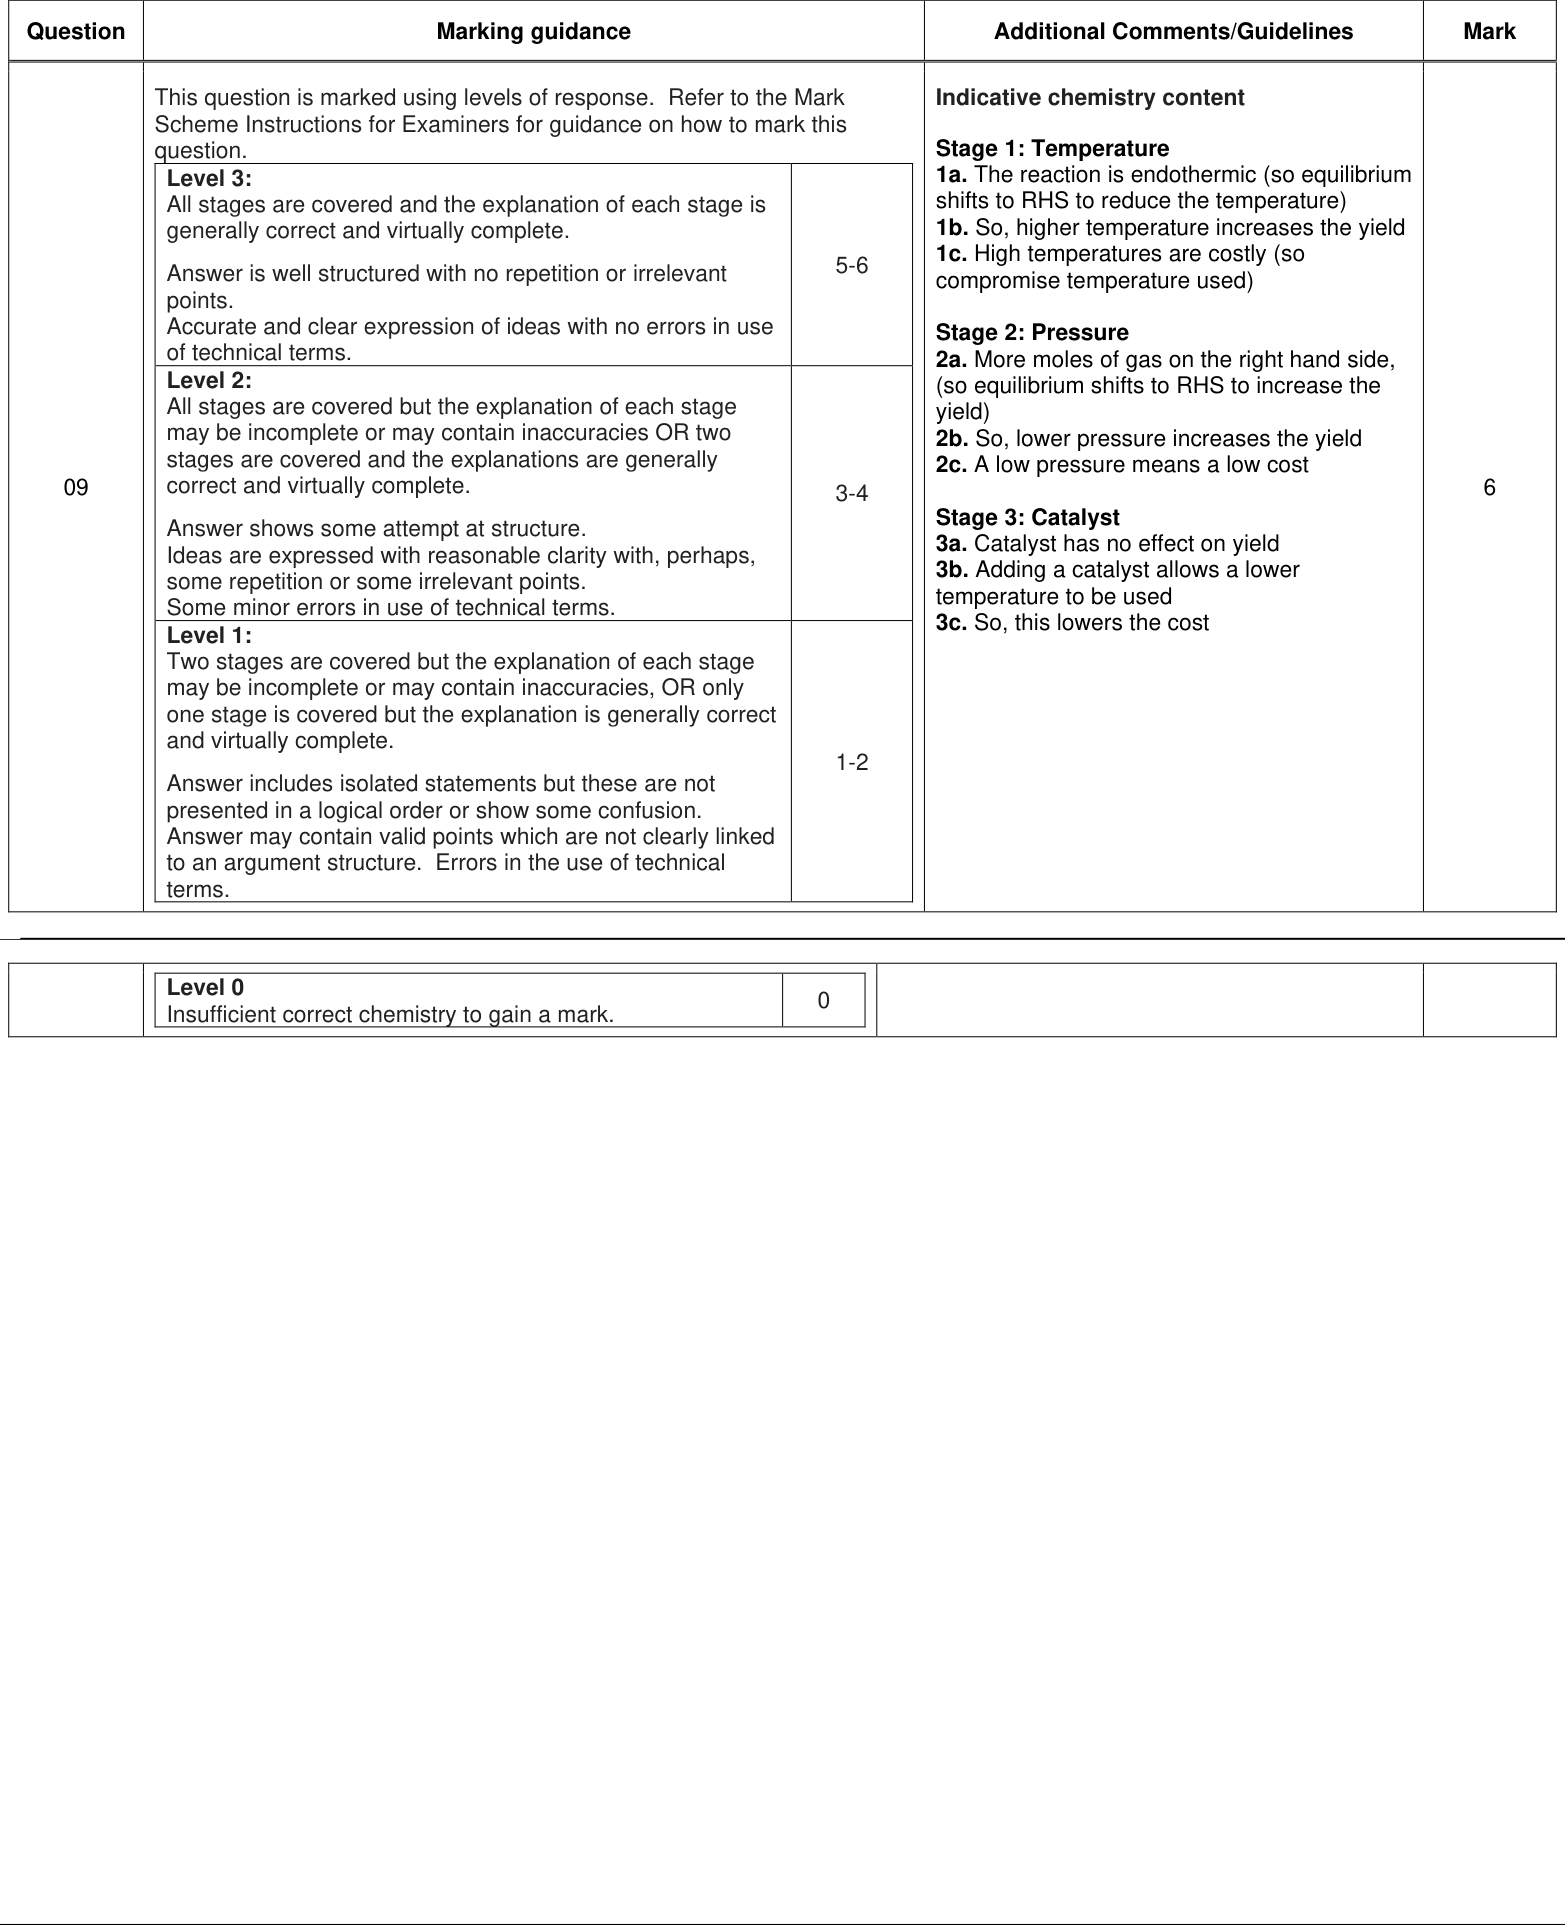 Question
Marking guidance
Additional Comments/Guidelines
Mark
09
This question is marked using levels of response.  Refer to the Mark
Scheme Instructions for Examiners for guidance on how to mark this
question.
Level 3:
All stages are covered and the explanation of each stage is
generally correct and virtually complete.
Answer is well structured with no repetition or irrelevant
points.
Accurate and clear expression of ideas with no errors in use
of technical terms.
5-6
Level 2:
All stages are covered but the explanation of each stage
may be incomplete or may contain inaccuracies OR two
stages are covered and the explanations are generally
correct and virtually complete.
Answer shows some attempt at structure.
Ideas are expressed with reasonable clarity with, perhaps,
some repetition or some irrelevant points.
Some minor errors in use of technical terms.
3-4
Level 1:
Two stages are covered but the explanation of each stage
may be incomplete or may contain inaccuracies, OR only
one stage is covered but the explanation is generally correct
and virtually complete.
Answer includes isolated statements but these are not
presented in a logical order or show some confusion.
Answer may contain valid points which are not clearly linked
to an argument structure.  Errors in the use of technical
terms.
1-2
Indicative chemistry content
Stage 1: Temperature
1a. The reaction is endothermic (so equilibrium
shifts to RHS to reduce the temperature)
1b. So, higher temperature increases the yield
1c. High temperatures are costly (so
compromise temperature used)
Stage 2: Pressure
2a. More moles of gas on the right hand side,
(so equilibrium shifts to RHS to increase the
yield)
2b. So, lower pressure increases the yield
2c. A low pressure means a low cost
Stage 3: Catalyst
3a. Catalyst has no effect on yield
3b. Adding a catalyst allows a lower
temperature to be used
3c. So, this lowers the cost
6
Level 0
Insufficient correct chemistry to gain a mark.
0